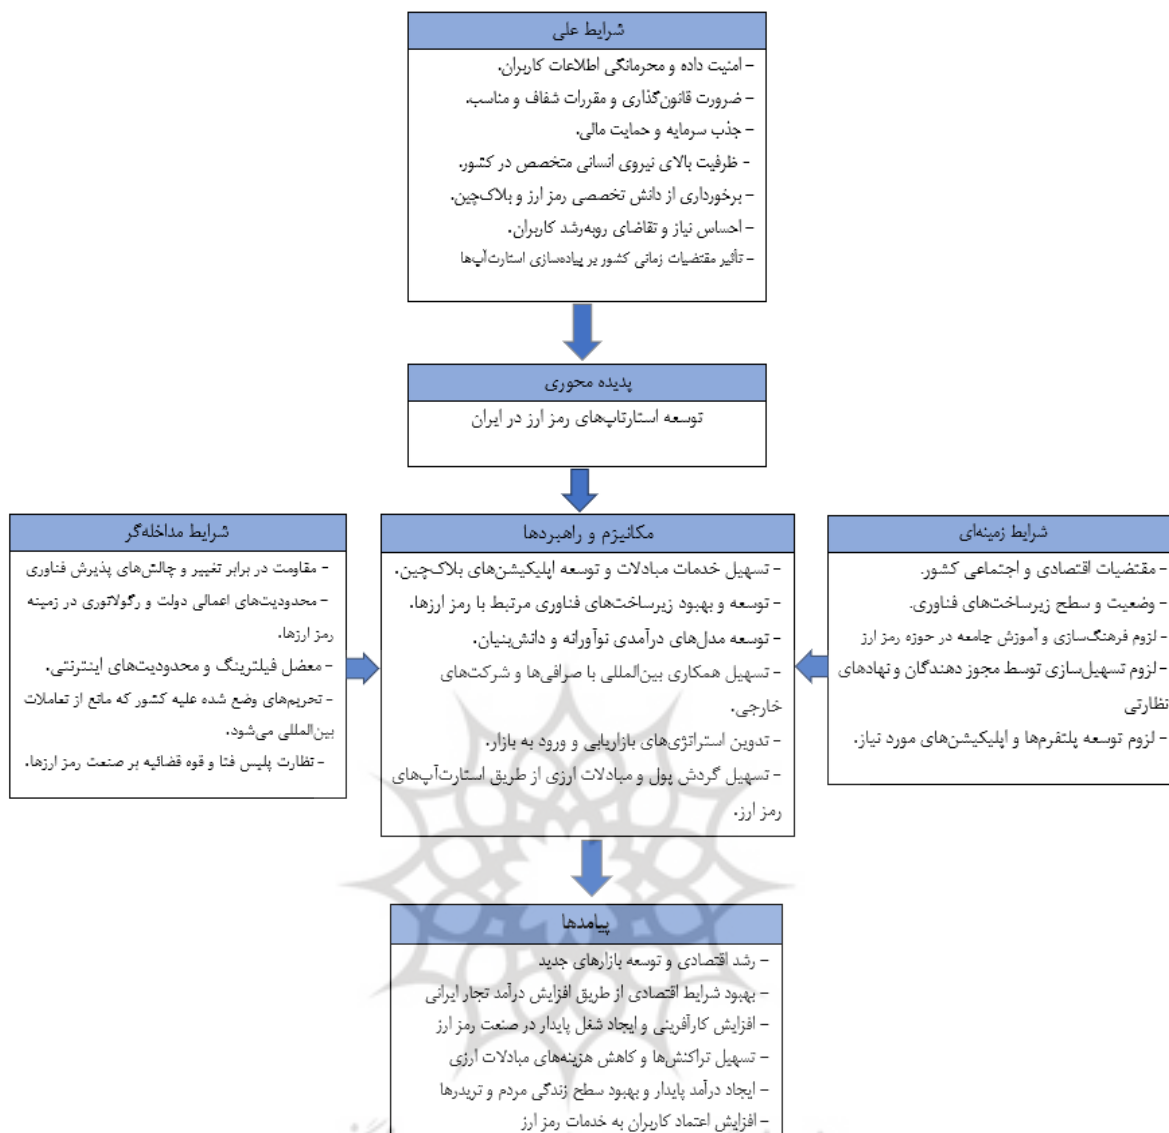 شرایط علی
- امنیت داده و محرمانگی اطلاعات کاربران.
- ضرورت قانون‌گذاری و مقررات شفاف و مناسب.
- جذب سرمایه و حمایت مالی.
- ظرفیت بالای نیروی انسانی متخصص در کشور.
- برخورداری از دانش تخصصی رمز ارز و بلاک‌چین.
- احساس نیاز و تقاضای روبه‌رشد کاربران.
- تأثیر مقتضیات زمانی کشور بر پیاده‌سازی استارت‌آپ‌ها
پدیده محوری
توسعه استارتاپ‌های رمز ارز در ایران
شرایط زمینه‌ای
- مقتضیات اقتصادی و اجتماعی کشور.
- وضعیت و سطح زیرساخت‌های فناوری.
- لزوم فرهنگ‌سازی و آموزش جامعه در حوزه رمز ارز
- لزوم تسهیل‌سازی توسط مجوز دهندگان و نهادهای
نظارتی
- لزوم توسعه پلتفرم‌ها و اپلیکیشن‌های مورد نیاز.
مکانیزم و راهبردها
- تسهیل خدمات مبادلات و توسعه اپلیکیشن‌های بلاک‌چین.
- توسعه و بهبود زیرساخت‌های فناوری مرتبط با رمز ارزها.
- توسعه مدل‌های درآمدی نوآورانه و دانش‌بنیان.
- تسهیل همکاری بین‌المللی با صرافی‌ها و شرکت‌های
خارجی.
- تدوین استراتژی‌های بازاریابی و ورود به بازار.
- تسهیل گردش پول و مبادلات ارزی از طریق استارت‌آپ‌های
رمز ارز.
شرایط مداخله‌گر
- مقاومت در برابر تغییر و چالش‌های پذیرش فناوری
- محدودیت‌های اعمالی دولت و رگولاتوری در زمینه
رمز ارزها.
- معضل فیلترینگ و محدودیت‌های اینترنتی.
- تحریم‌های وضع شده علیه کشور که مانع از تعاملات
بین‌المللی می‌شود.
- نظارت پلیس فتا و قوه قضائیه بر صنعت رمز ارزها.
پیامدها
- رشد اقتصادی و توسعه بازارهای جدید
- بهبود شرایط اقتصادی از طریق افزایش درآمد تجار ایرانی
- افزایش کارآفرینی و ایجاد شغل پایدار در صنعت رمز ارز
- تسهیل تراکنش‌ها و کاهش هزینه‌های مبادلات ارزی
- ایجاد درآمد پایدار و بهبود سطح زندگی مردم و تریدرها
- افزایش اعتماد کاربران به خدمات رمز ارز